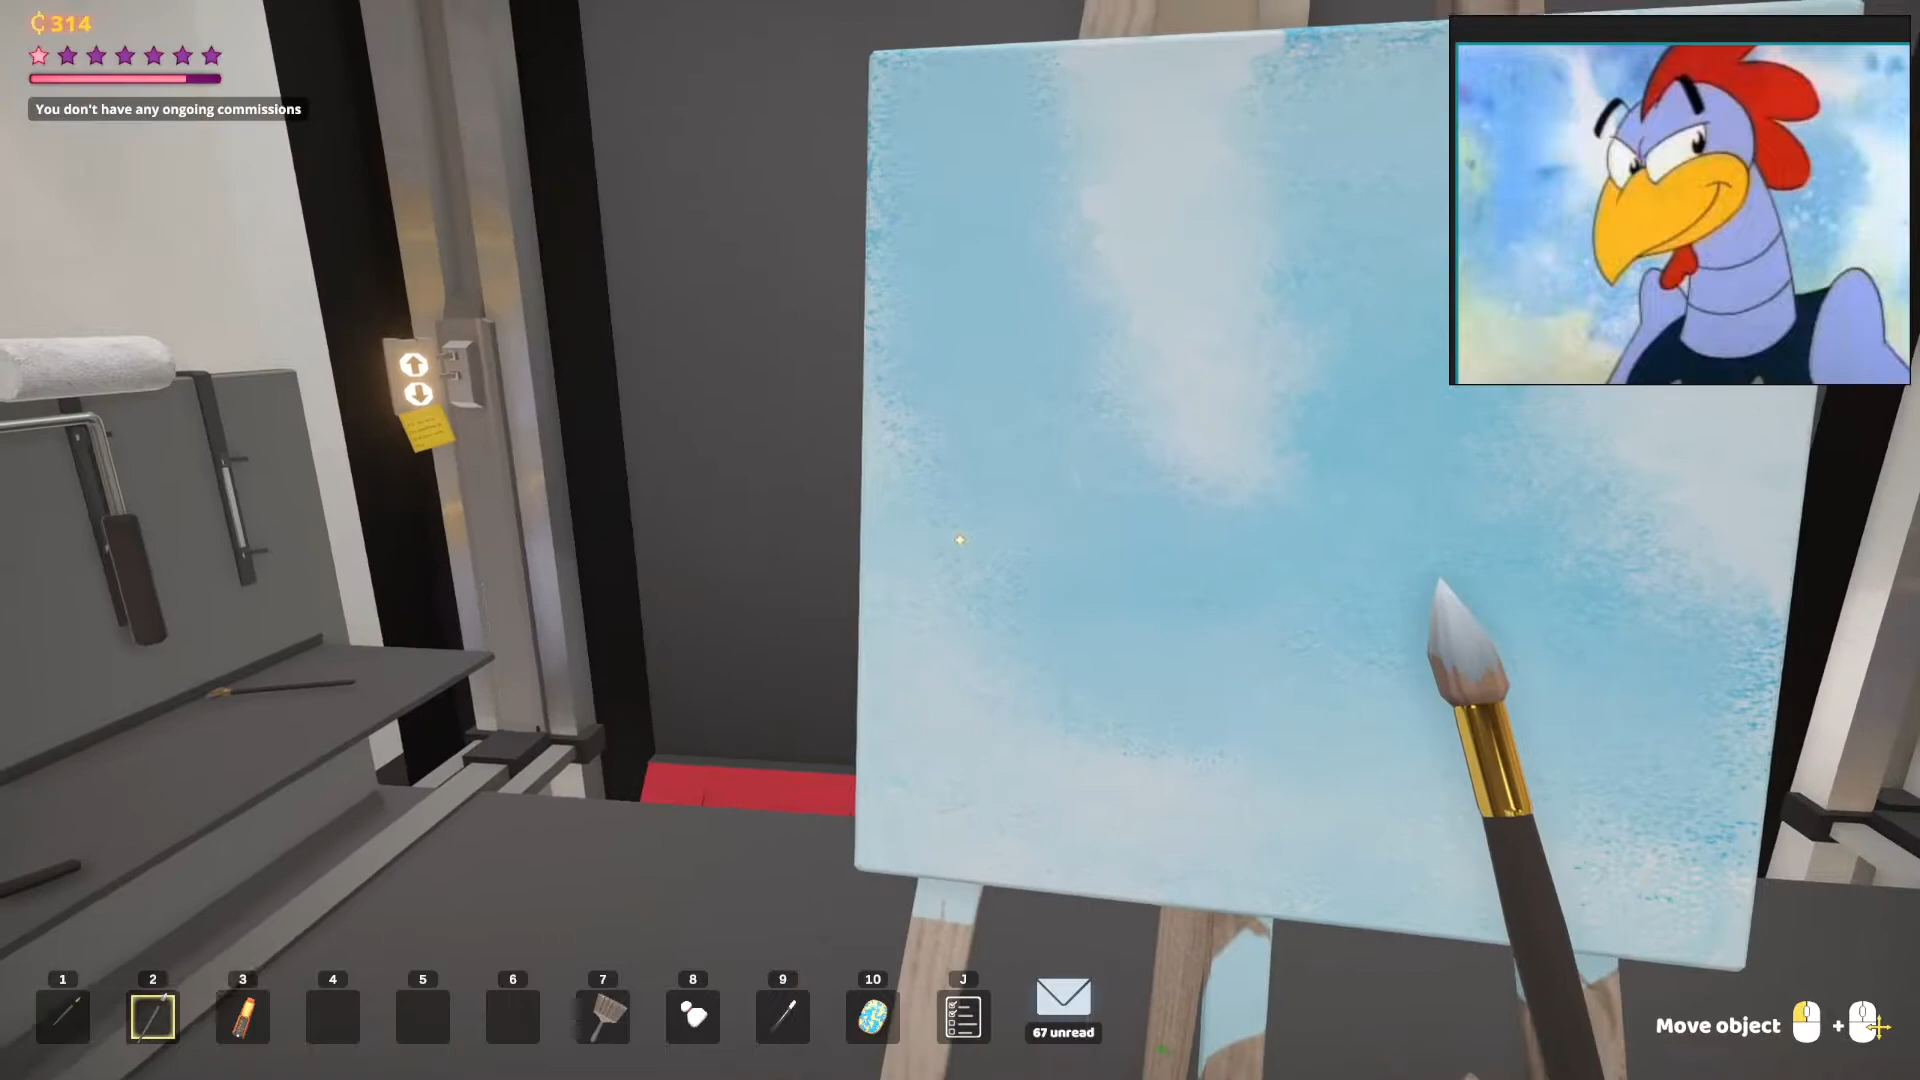 ₵ 314
You don't have any ongoing commissions
1 2 3 4 5 6 7 8 9 10 J
67 unread
Move object +